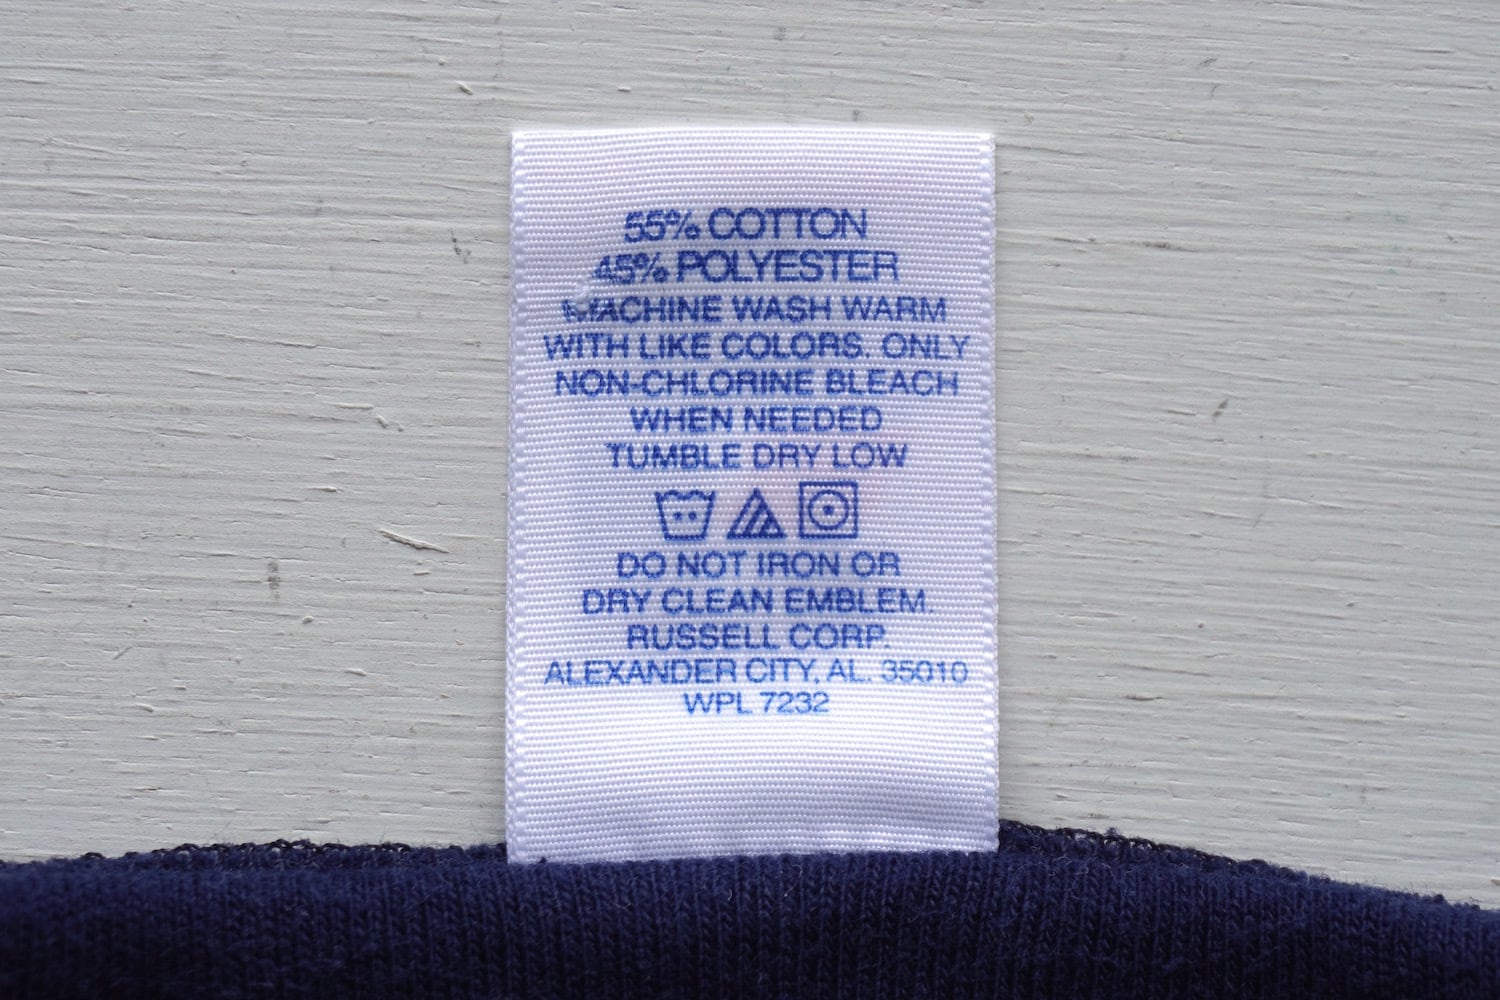 55% COTTON
45% POLYESTER
MACHINE WASH WARM
WITH LIKE COLORS. ONLY
NON-CHLORINE BLEACH
WHEN NEEDED
TUMBLE DRY LOW
DO NOT IRON OR
DRY CLEAN EMBLEM.
RUSSELL CORP.
ALEXANDER CITY, AL. 35010
WPL 7232